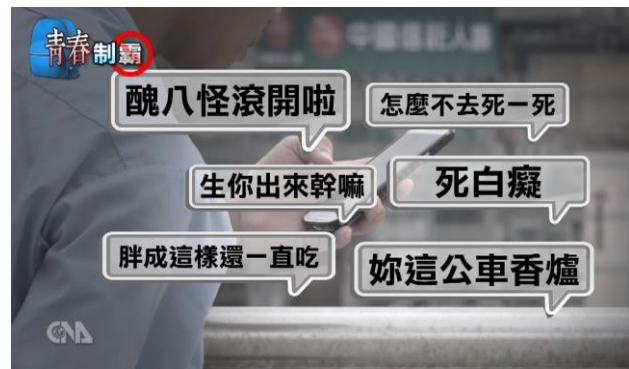 青春制霸
醜八怪滾開啦
怎麼不去死一死
生你出來幹嘛
死白癡
胖成這樣還一直吃
妳這公車香爐
CNA